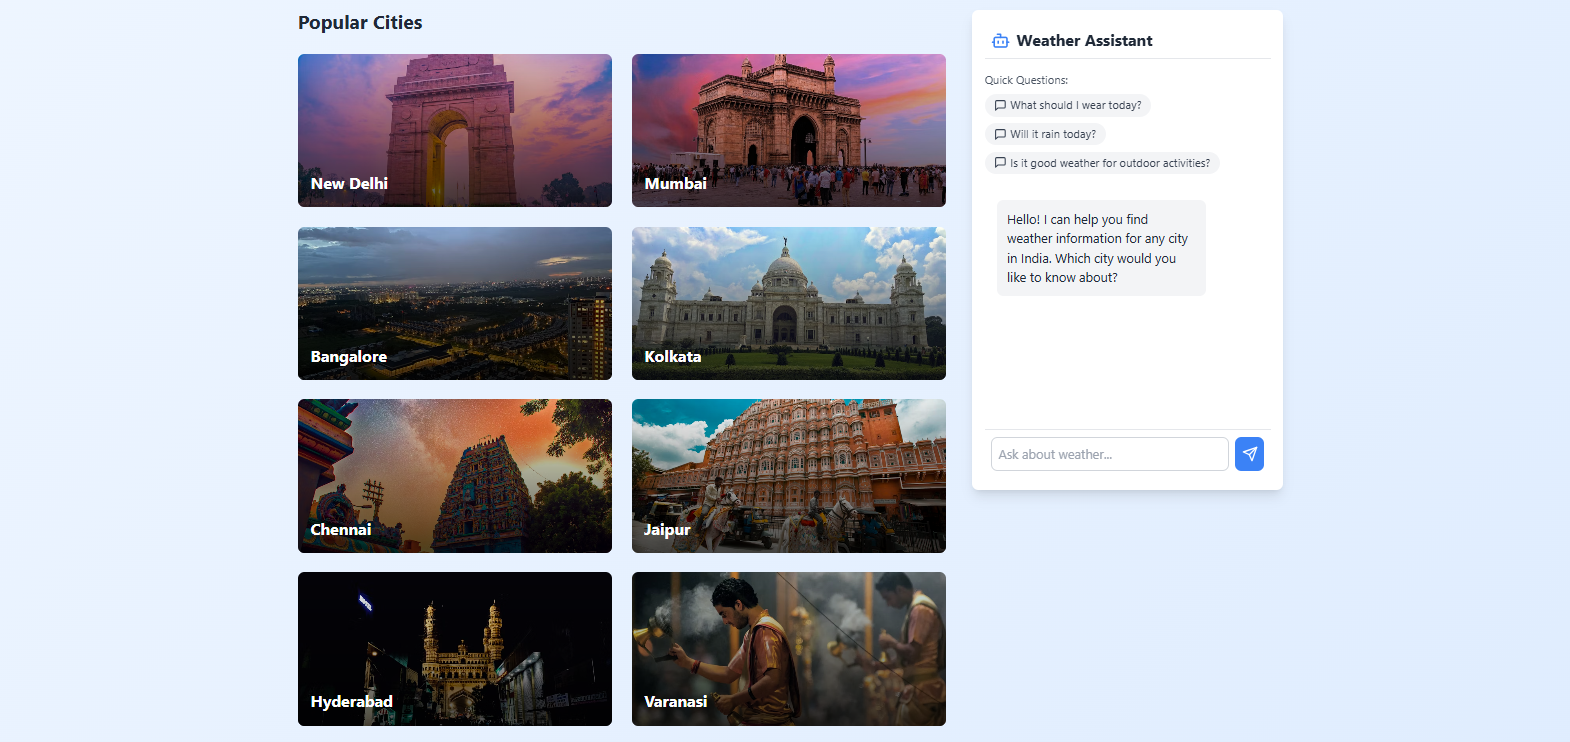 Popular Cities
New Delhi
Mumbai
Bangalore
Kolkata
Chennai
Jaipur
Hyderabad
Varanasi
Weather Assistant
Quick Questions:
What should I wear today?
Will it rain today?
Is it good weather for outdoor activities?
Hello! I can help you find
weather information for any city
in India. Which city would you
like to know about?
Ask about weather...